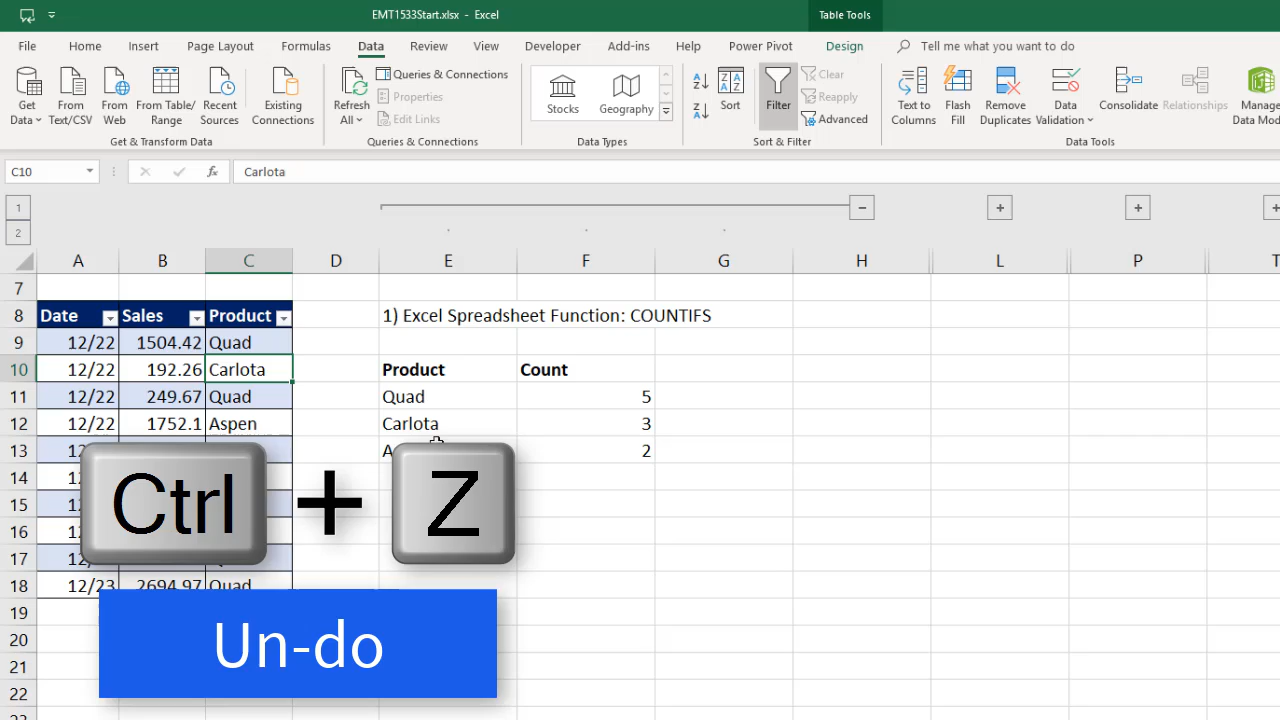 EMT1533Start.xlsx - Excel
Table Tools
File Home Insert Page Layout Formulas Data Review View Developer Add-ins Help Power Pivot Design Tell me what you want to do
Get Data
From Text/CSV
From Web
From Table/ Range
Recent Sources
Existing Connections
Get & Transform Data
Refresh All
Queries & Connections
Properties
Edit Links
Queries & Connections
Stocks
Geography
Data Types
Sort
Filter
Clear
Reapply
Advanced
Sort & Filter
Text to Columns
Flash Fill
Remove Duplicates
Data Validation
Consolidate
Relationships
Manage Data Mod
Data Tools
C10 fx Carlota
1
2
A B C D E F G H L P T
7
8 Date Sales Product 1) Excel Spreadsheet Function: COUNTIFS
9 12/22 1504.42 Quad
10 12/22 192.26 Carlota Product Count
11 12/22 249.67 Quad Quad 5
12 12/22 1752.1 Aspen Carlota 3
13 12 A 2
14 12
15 12
16 12
17 12
18 12/23 2694.97 Quad
19
20
21
22
Ctrl + Z
Un-do